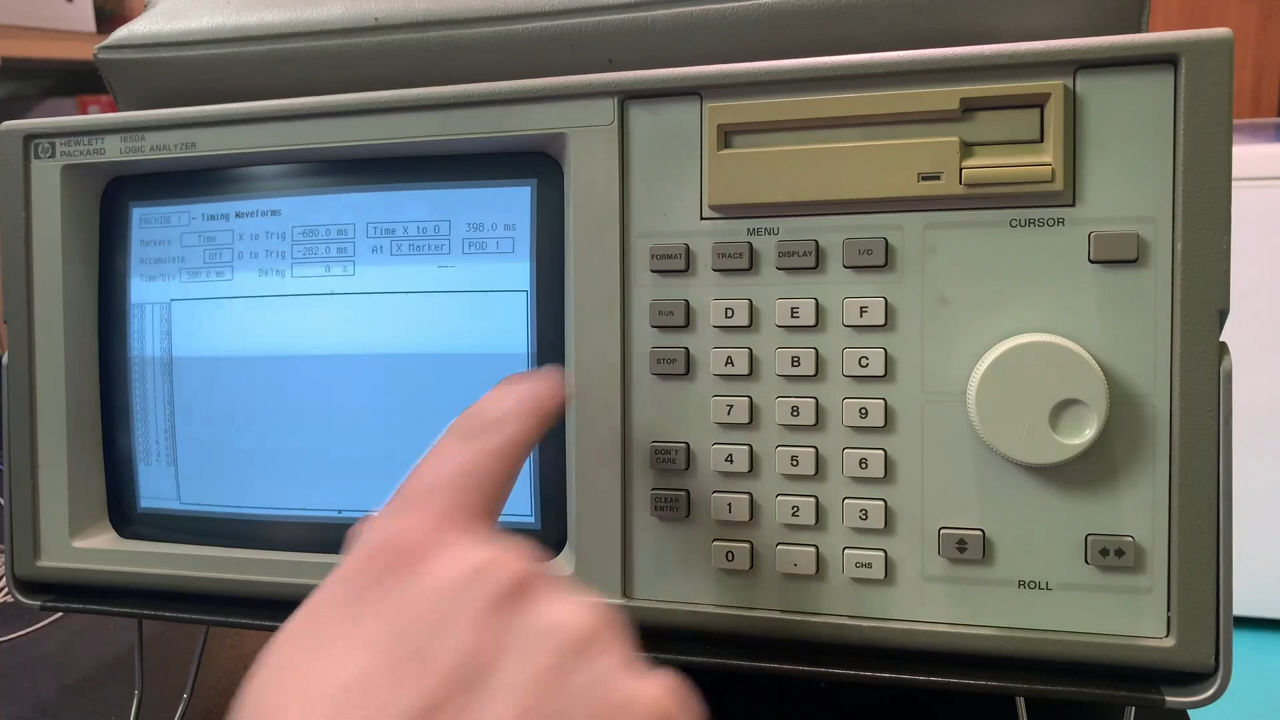 hp HEWLETT PACKARD 1650A LOGIC ANALYZER
MACHINE 1 - Timing Waveforms
Markers Time X to Trig -680.0 ms Time X to O 398.0 ms
Accumulate Off O to Trig -282.0 ms At X Marker POD 1
Time/Div 500.0 ms Delay 0 s
MENU
CURSOR
FORMAT TRACE DISPLAY I/O
RUN D E F
STOP A B C
7 8 9
DON'T CARE 4 5 6
CLEAR ENTRY 1 2 3
0 . CHS
ROLL